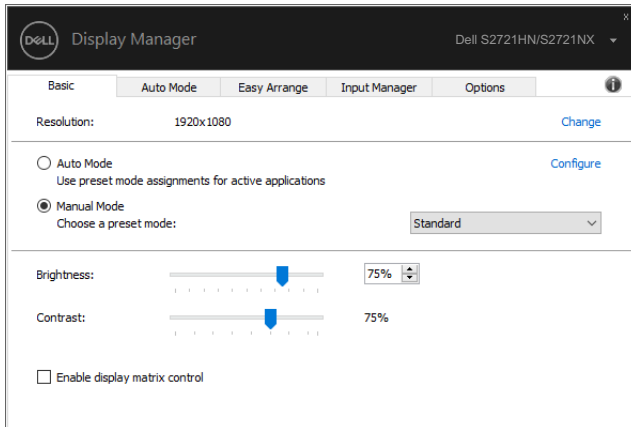 DELL Display Manager Dell S2721HN/S2721NX
Basic Auto Mode Easy Arrange Input Manager Options
Resolution: 1920x1080 Change
Auto Mode Configure
Use preset mode assignments for active applications
Manual Mode
Choose a preset mode: Standard
Brightness: 75%
Contrast: 75%
Enable display matrix control